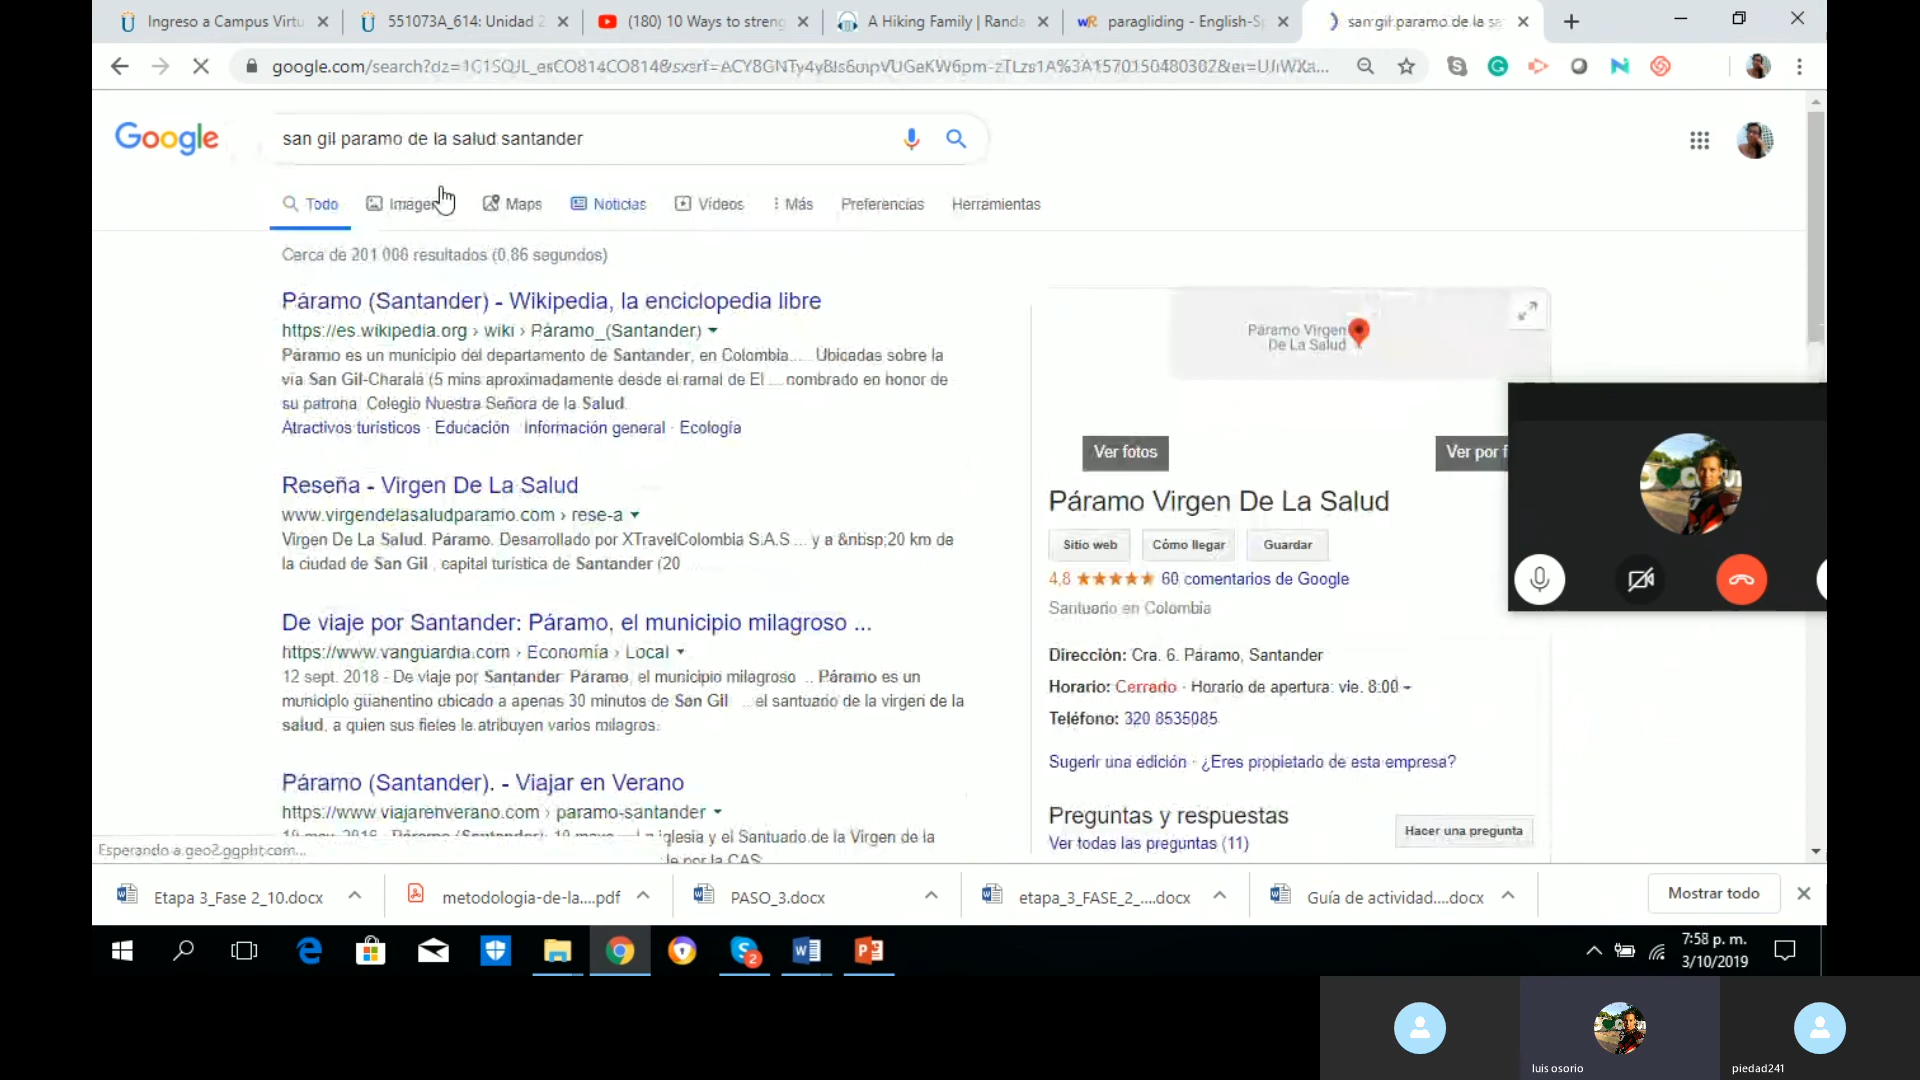 Ingreso a Campus Virtu
551073A_614: Unidad 2
(180) 10 Ways to streng
A Hiking Family | Randa
wR paragliding - English-S
san gil paramo de la sa
google.com/search?
Google
san gil paramo de la salud santander
Todo
Imágen
Maps
Noticias
Vídeos
Más
Preferencias
Herramientas
Cerca de 201 000 resultados (0,86 segundos)
Páramo (Santander) - Wikipedia, la enciclopedia libre
https://es.wikipedia.org › wiki › Páramo_(Santander)
Páramo es un municipio del departamento de Santander, en Colombia.... Ubicadas sobre la
vía San Gil-Charalá (5 mins aproximadamente desde el ramal de El ... nombrado en honor de
su patrona. Colegio Nuestra Señora de la Salud.
Atractivos turísticos · Educación · Información general · Ecología
Reseña - Virgen De La Salud
www.virgendelasaludparamo.com › rese-a
Virgen De La Salud. Páramo. Desarrollado por XTravelColombia S.A.S ... y a &nbsp;20 km de
la ciudad de San Gil , capital turística de Santander (20
De viaje por Santander: Páramo, el municipio milagroso ...
https://www.vanguardia.com › Economía › Local
12 sept. 2018 - De viaje por Santander: Páramo, el municipio milagroso ... Páramo es un
municipio guanentino ubicado a apenas 30 minutos de San Gil ... el santuario de la virgen de la
salud, a quien sus fieles le atribuyen varios milagros.
Páramo (Santander). - Viajar en Verano
https://www.viajarenverano.com › paramo-santander
iglesia y el Santuario de la Virgen de la
de por la CAS
Esperando a geo2.ggpht.com...
Páramo Virgen
De La Salud
Ver fotos
Ver por f
Páramo Virgen De La Salud
Sitio web
Cómo llegar
Guardar
4,8 ★★★★★ 60 comentarios de Google
Santuario en Colombia
Dirección: Cra. 6. Páramo, Santander
Horario: Cerrado · Horario de apertura: vie. 8:00
Teléfono: 320 8535085
Sugerir una edición · ¿Eres propietario de esta empresa?
Preguntas y respuestas
Ver todas las preguntas (11)
Hacer una pregunta
Etapa 3_Fase 2_10.docx
metodologia-de-la....pdf
PASO_3.docx
etapa_3_FASE_2_....docx
Guía de actividad....docx
Mostrar todo
2
7:58 p. m.
3/10/2019
luis osorio
piedad241